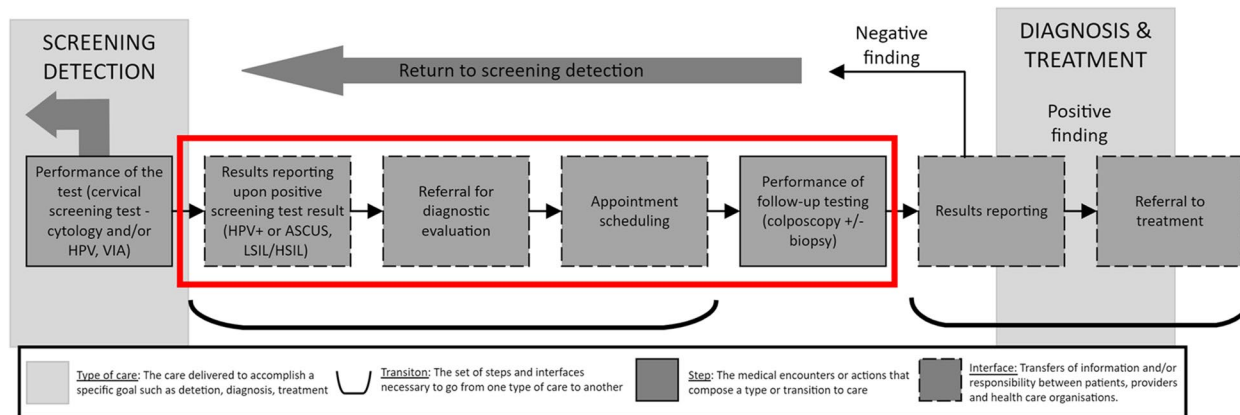 SCREENING
DETECTION
Return to screening detection
Negative
finding
DIAGNOSIS &
TREATMENT
Positive
finding
Performance of the
test (cervical
screening test -
cytology and/or
HPV, VIA)
Results reporting
upon positive
screening test result
(HPV+ or ASCUS,
LSIL/HSIL)
Referral for
diagnostic
evaluation
Appointment
scheduling
Performance of
follow-up testing
(colposcopy +/-
biopsy)
Results reporting
Referral to
treatment
Type of care: The care delivered to accomplish a
specific goal such as detetion, diagnosis, treatment
Transiton: The set of steps and interfaces
necessary to go from one type of care to another
Step: The medical encounters or actions that
compose a type or transition to care
Interface: Transfers of information and/or
responsibility between patients, providers
and health care organisations.